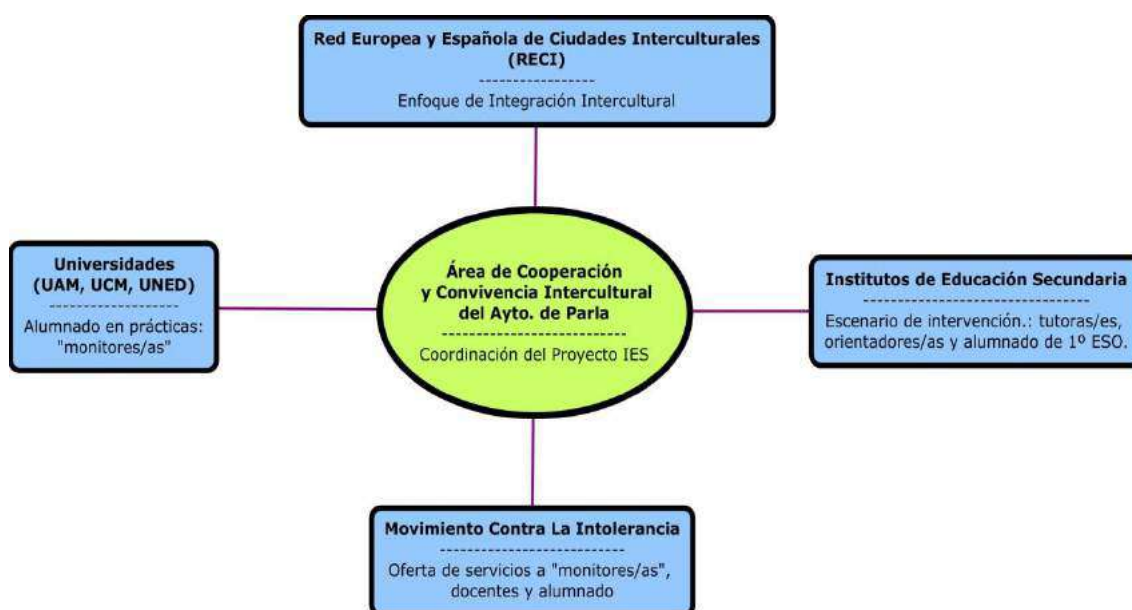 Red Europea y Española de Ciudades Interculturales
(RECI)
-----------------
Enfoque de Integración Intercultural
Universidades
(UAM, UCM, UNED)
-------------------
Alumnado en prácticas:
"monitores/as"
Área de Cooperación
y Convivencia Intercultural
del Ayto. de Parla
---------------------------
Coordinación del Proyecto IES
Institutos de Educación Secundaria
---------------------------------
Escenario de intervención.: tutoras/es,
orientadores/as y alumnado de 1º ESO.
Movimiento Contra La Intolerancia
---------------------------
Oferta de servicios a "monitores/as",
docentes y alumnado